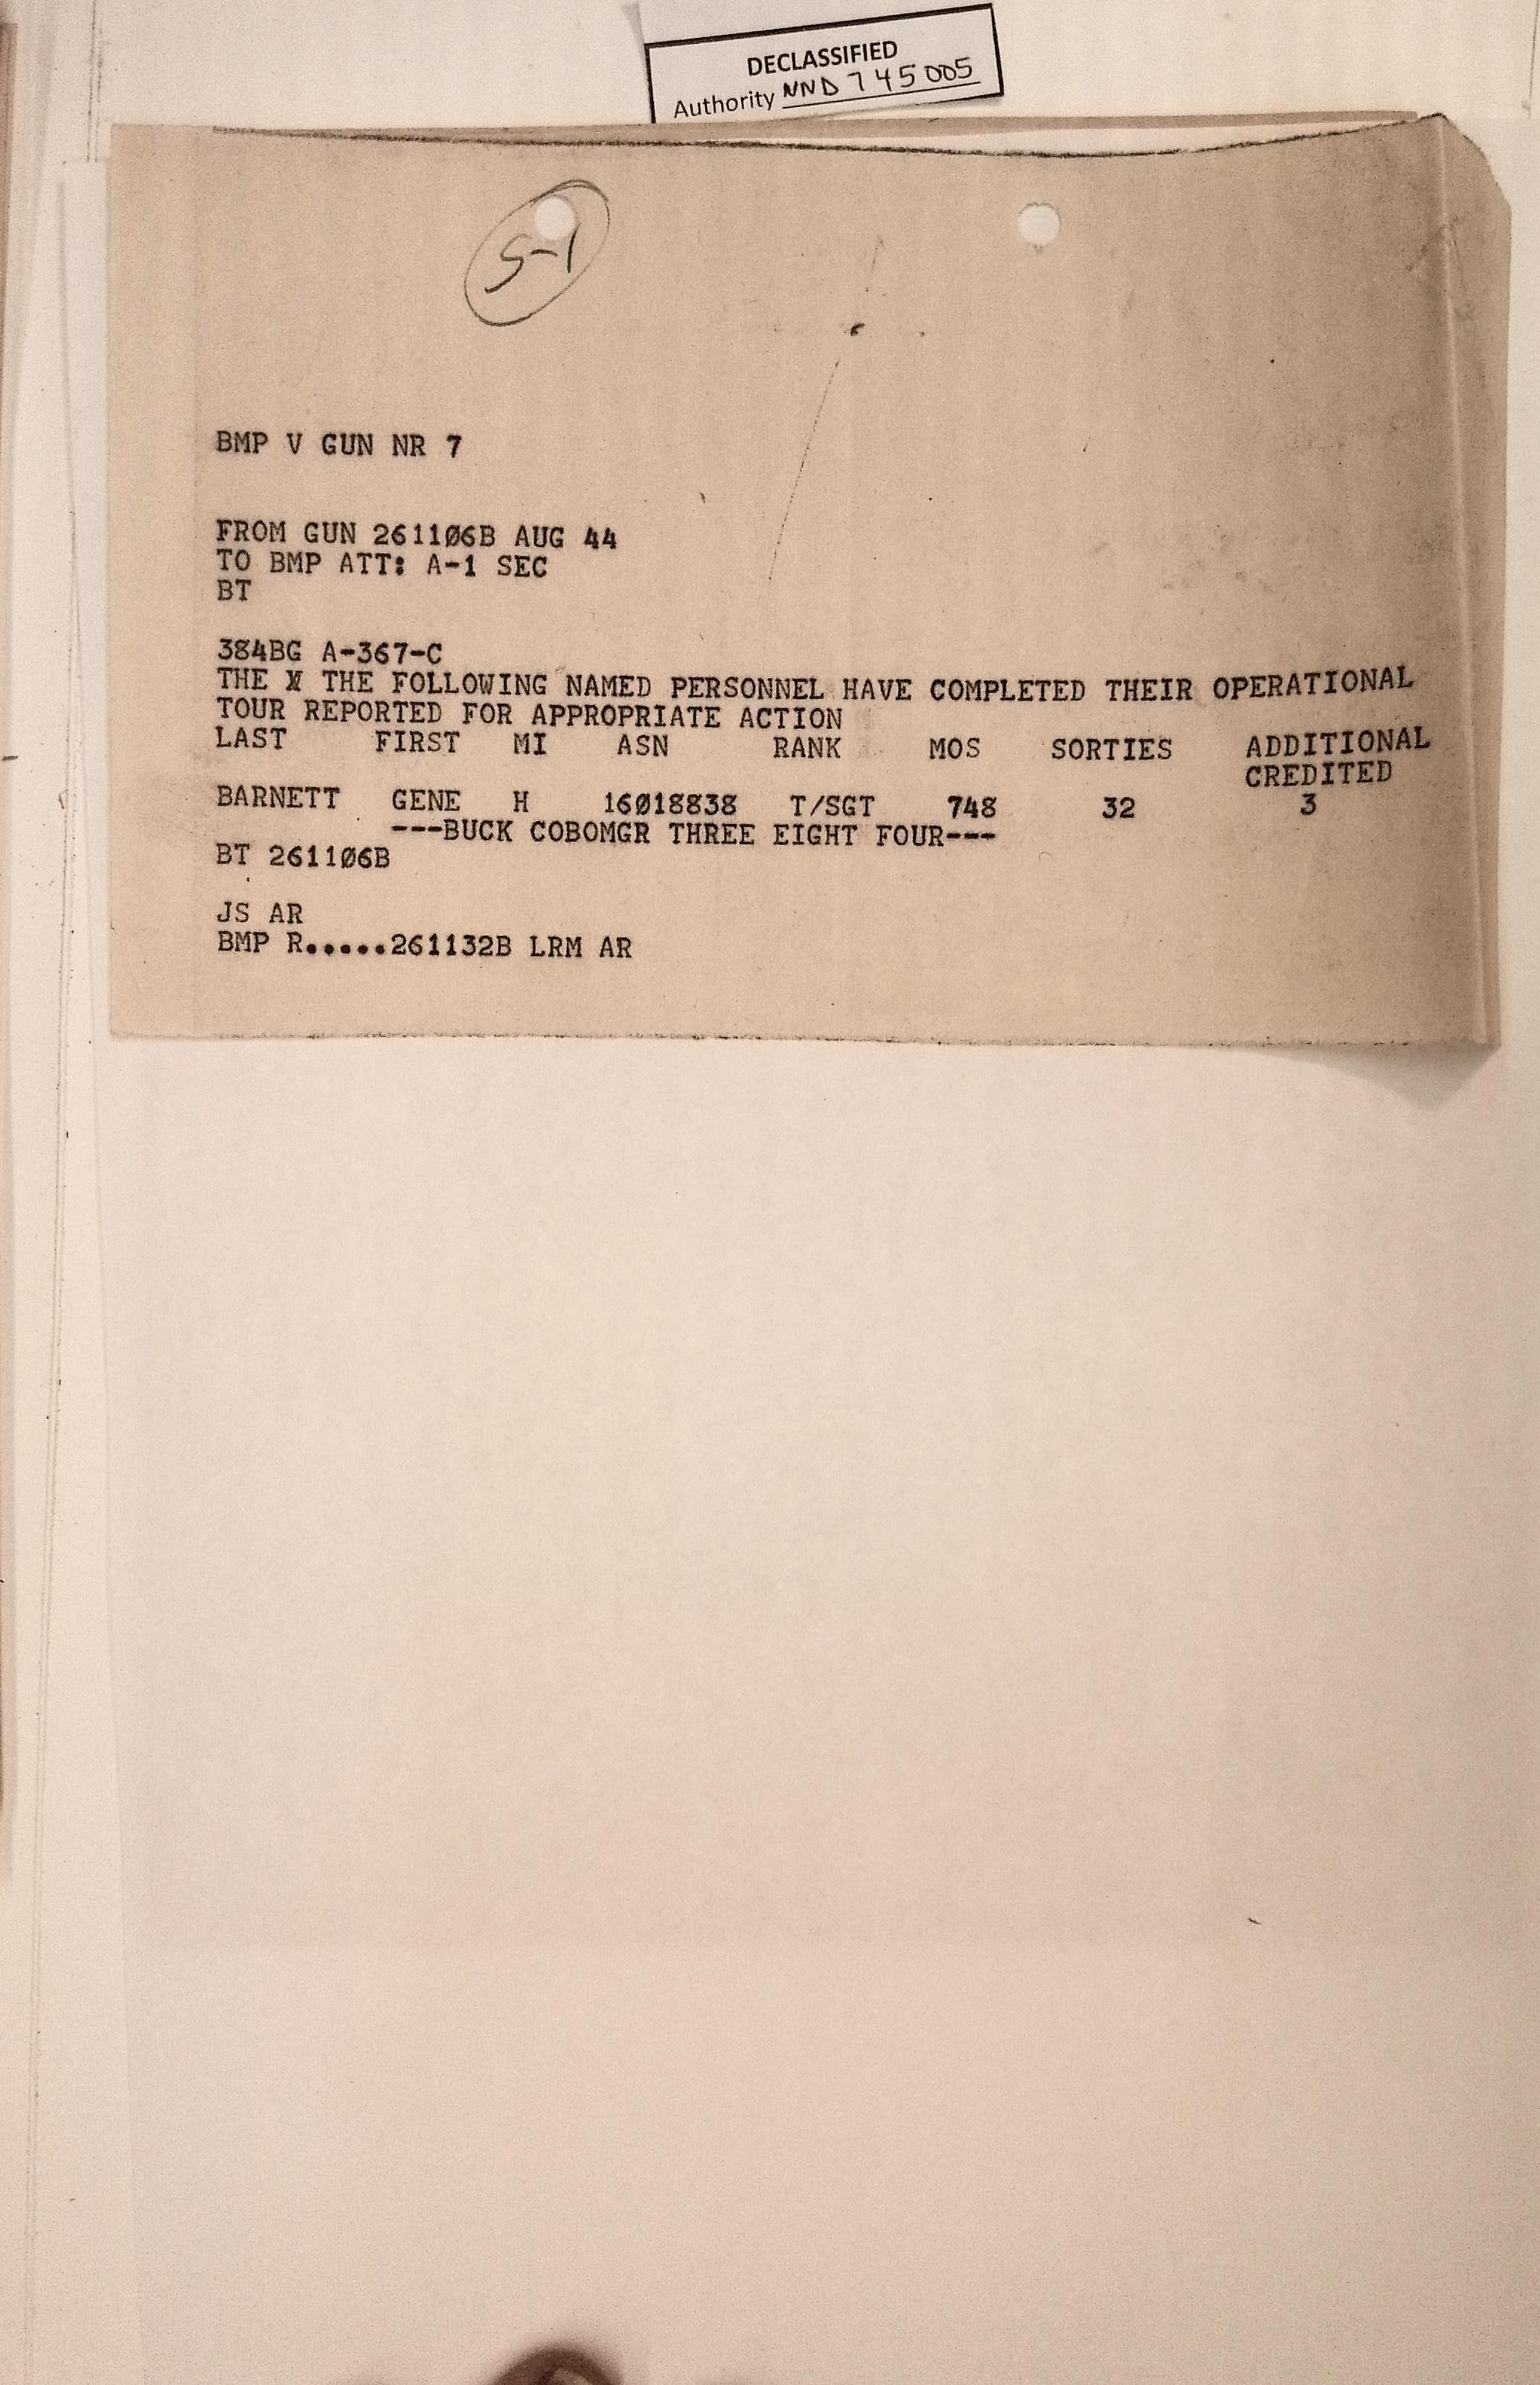 DECLASSIFIED
Authority NND 745005
S-1
BMP V GUN NR 7
FROM GUN 2611Ø6B AUG 44
TO BMP ATT: A-1 SEC
BT
384BG A-367-C
THE X THE FOLLOWING NAMED PERSONNEL HAVE COMPLETED THEIR OPERATIONAL
TOUR REPORTED FOR APPROPRIATE ACTION
LAST FIRST MI ASN RANK MOS SORTIES ADDITIONAL
CREDITED
BARNETT GENE H 16Ø18838 T/SGT 748 32 3
---BUCK COBOMGR THREE EIGHT FOUR---
BT 2611Ø6B
JS AR
BMP R.....261132B LRM AR